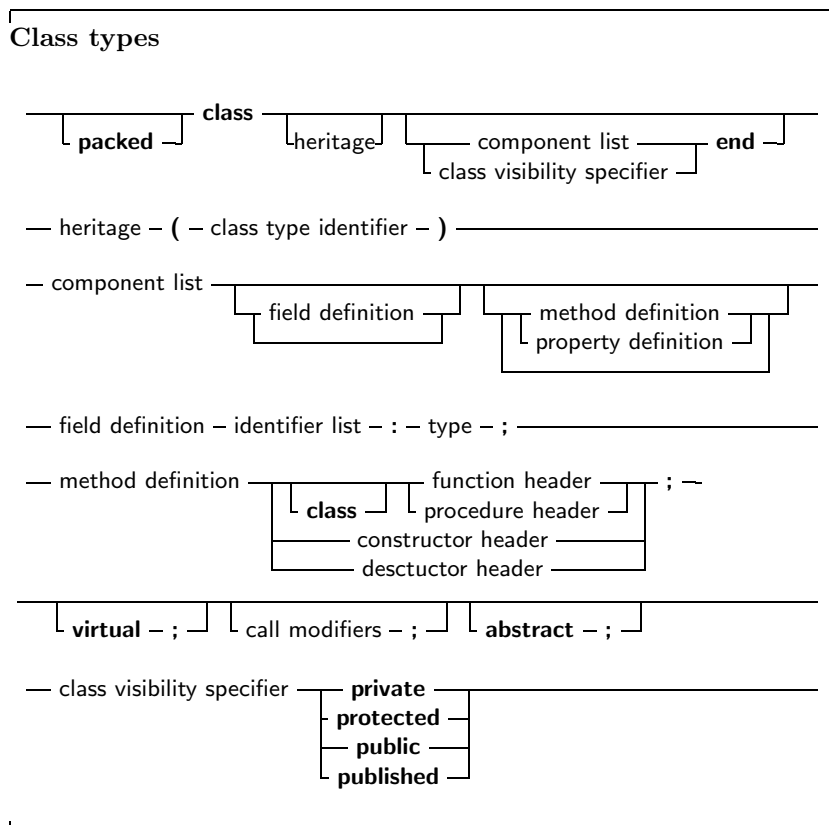 Class types
class
packed heritage component list end
class visibility specifier
heritage ( class type identifier )
component list
field definition method definition
property definition
field definition identifier list : type ;
method definition function header ;
class procedure header
constructor header
desctuctor header
virtual ; call modifiers ; abstract ;
class visibility specifier private
protected
public
published